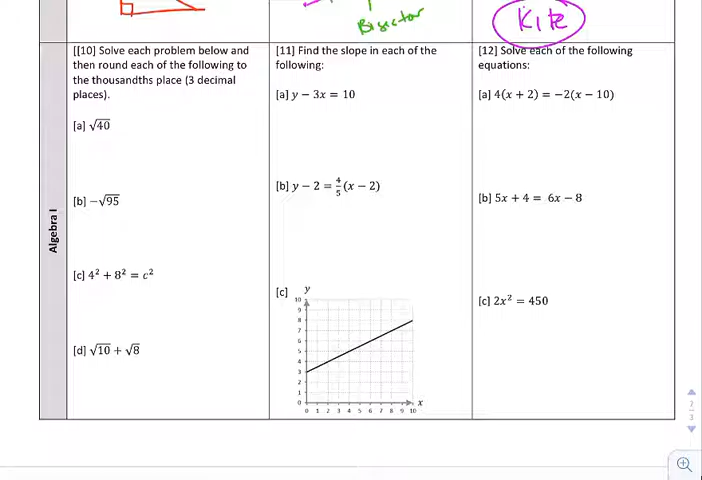 Bisector
Kite
Algebra I
[[10] Solve each problem below and
then round each of the following to
the thousandths place (3 decimal
places).
[a] √40
[b] −√95
[c] 4² + 8² = c²
[d] √10 + √8
[11] Find the slope in each of the
following:
[a] y − 3x = 10
[b] y − 2 = 4/5 (x − 2)
[c]
y
10
9
8
7
6
5
4
3
2
1
0
0 1 2 3 4 5 6 7 8 9 10
x
[12] Solve each of the following
equations:
[a] 4(x + 2) = −2(x − 10)
[b] 5x + 4 = 6x − 8
[c] 2x² = 450
2
3